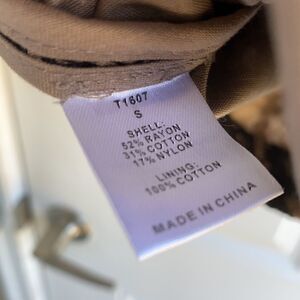 T1607
S
SHELL:
52% RAYON
31% COTTON
17% NYLON
LINING:
100% COTTON
MADE IN CHINA